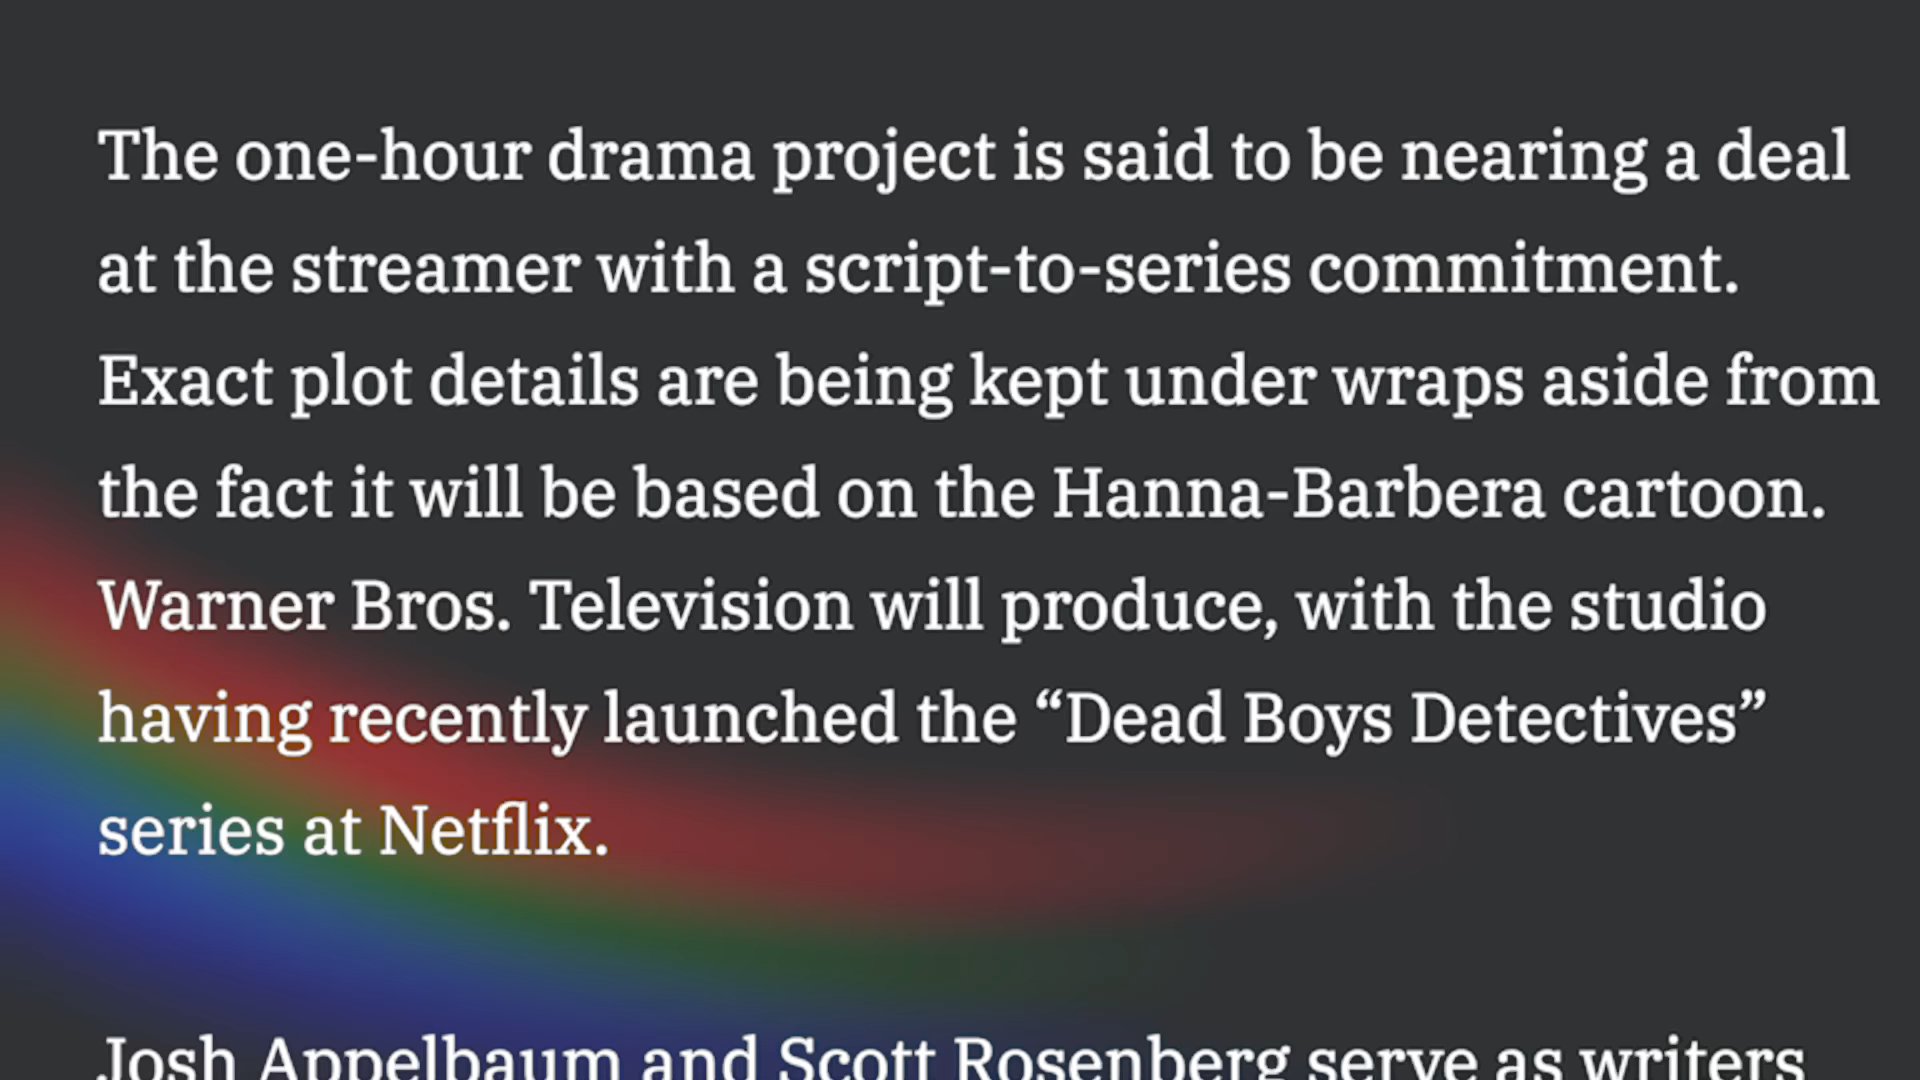 The one-hour drama project is said to be nearing a deal
at the streamer with a script-to-series commitment.
Exact plot details are being kept under wraps aside from
the fact it will be based on the Hanna-Barbera cartoon.
Warner Bros. Television will produce, with the studio
having recently launched the “Dead Boys Detectives”
series at Netflix.
Josh Appelbaum and Scott Rosenberg serve as writers